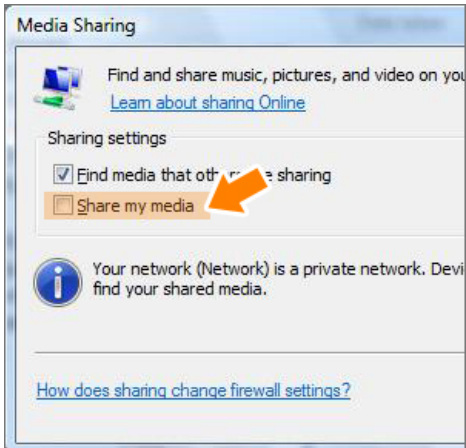 Media Sharing
Find and share music, pictures, and video on you
Learn about sharing Online
Sharing settings
Find media that others sharing
Share my media
Your network (Network) is a private network. Devi
find your shared media.
How does sharing change firewall settings?